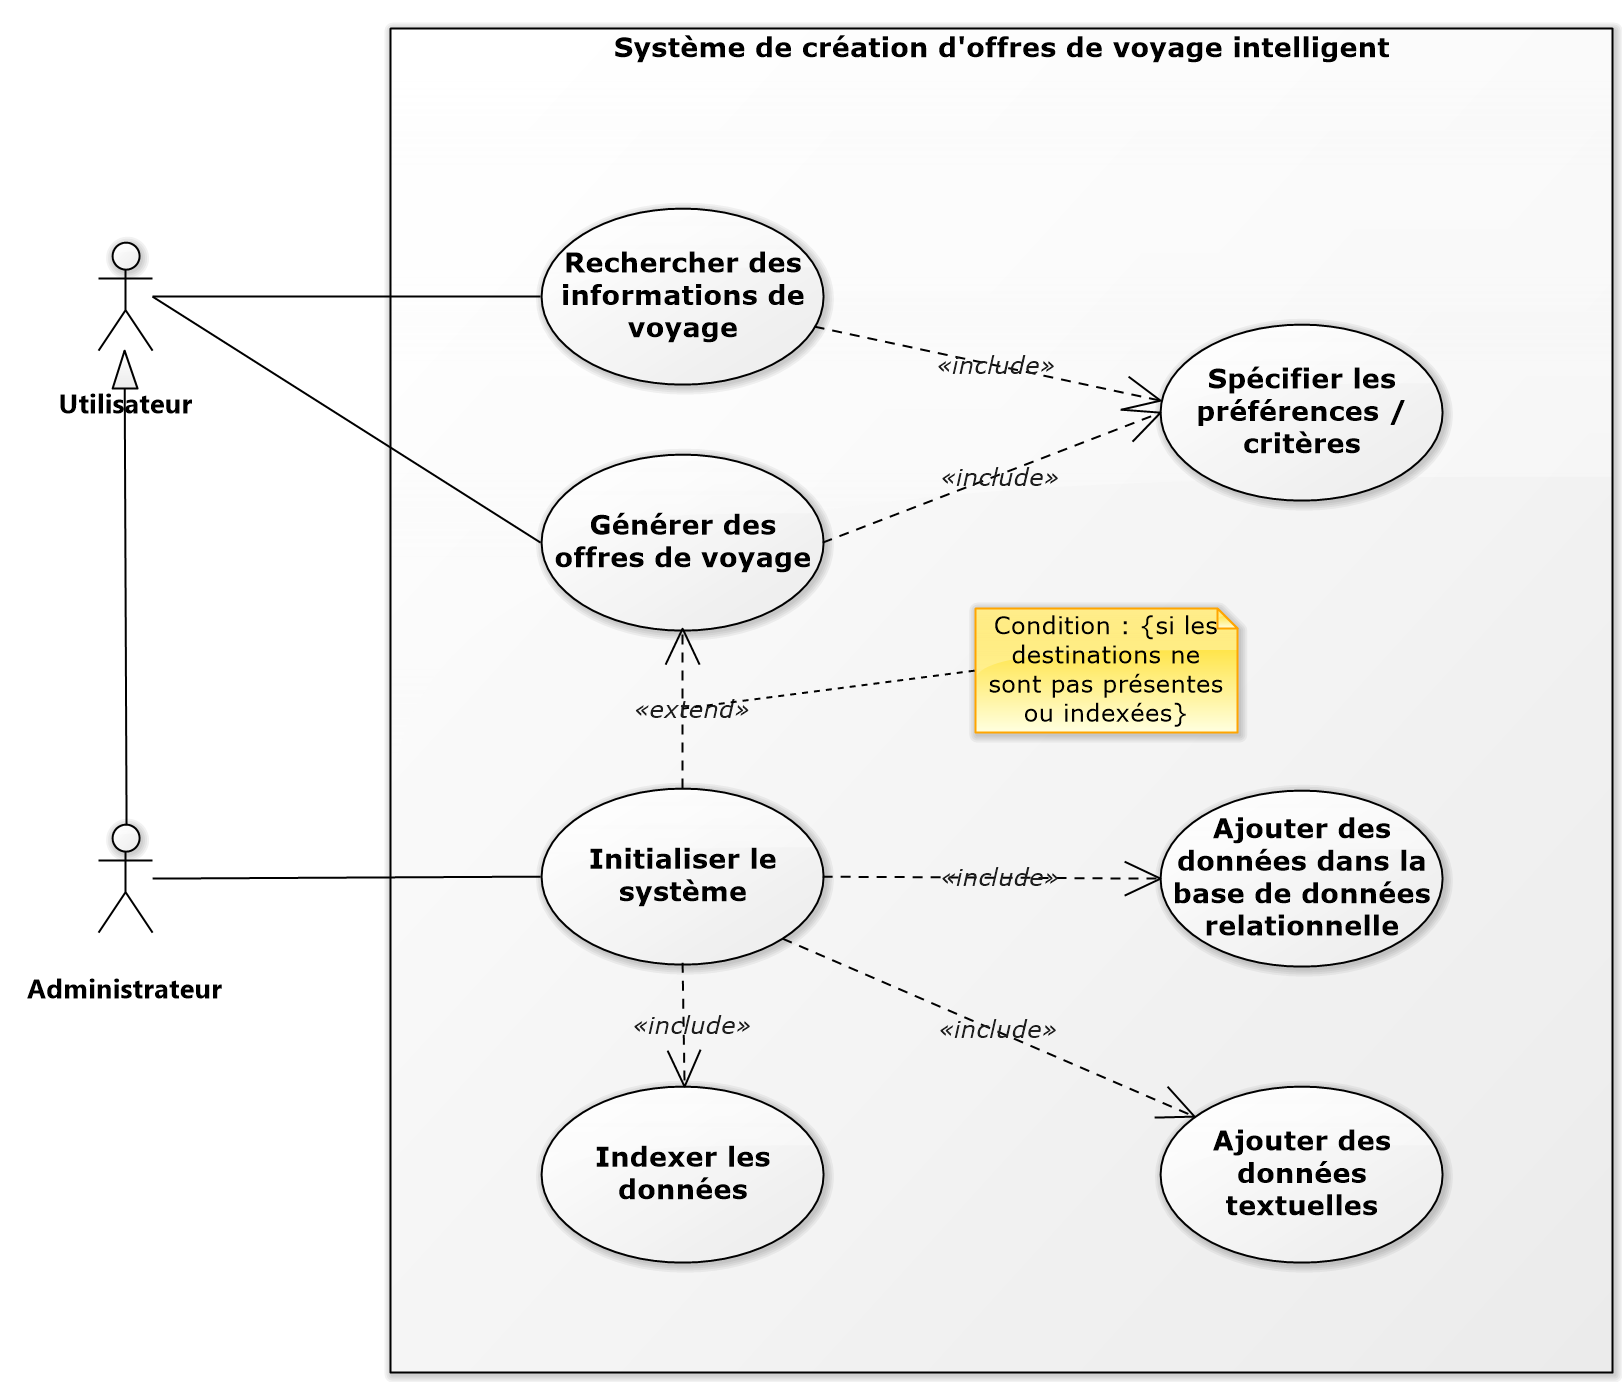 Système de création d'offres de voyage intelligent
Rechercher des
informations de
voyage
«include»
Spécifier les
préférences /
critères
Utilisateur
«include»
Générer des
offres de voyage
Condition : {si les
destinations ne
sont pas présentes
ou indexées}
«extend»
Initialiser le
système
«include»
Ajouter des
données dans la
base de données
relationnelle
Administrateur
«include»
«include»
Indexer les
données
Ajouter des
données
textuelles